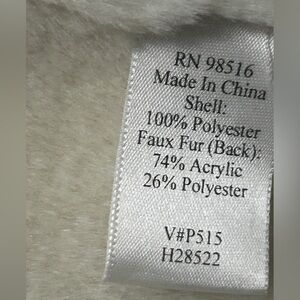 RN 98516
Made In China
Shell:
100% Polyester
Faux Fur (Back):
74% Acrylic
26% Polyester
V#P515
H28522